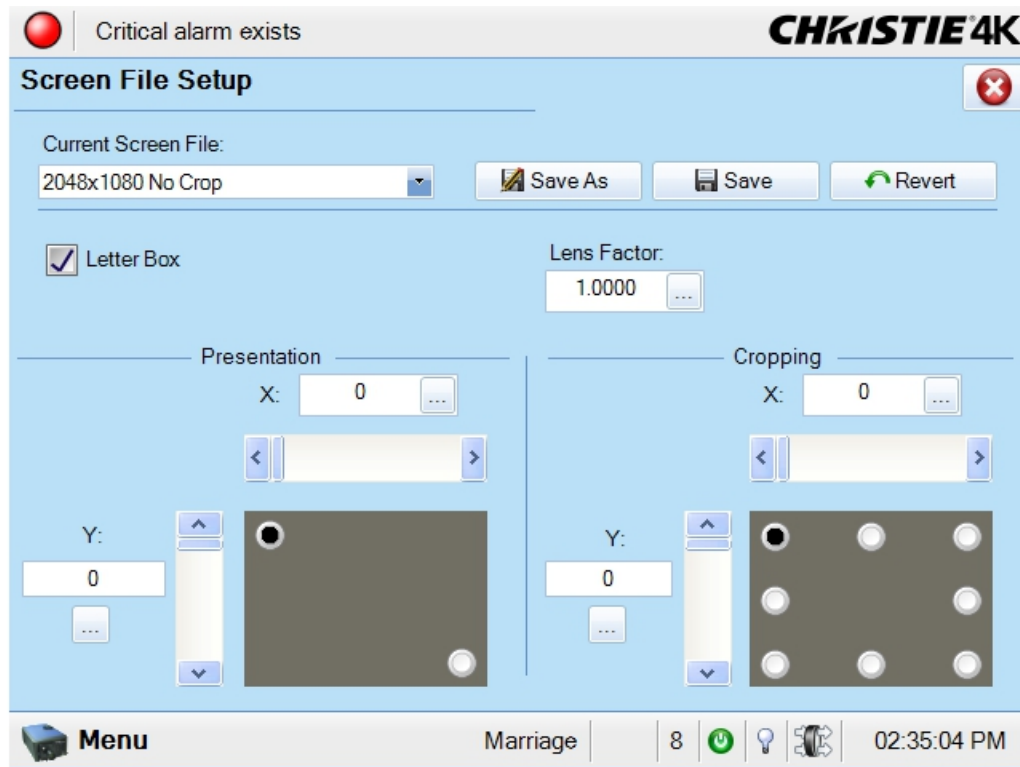 Critical alarm exists
CHRISTIE 4K
Screen File Setup
Current Screen File:
2048x1080 No Crop
Save As
Save
Revert
Letter Box
Lens Factor:
1.0000
...
Presentation
X:
0
...
Y:
0
...
Cropping
X:
0
...
Y:
0
...
Menu
Marriage
8
02:35:04 PM